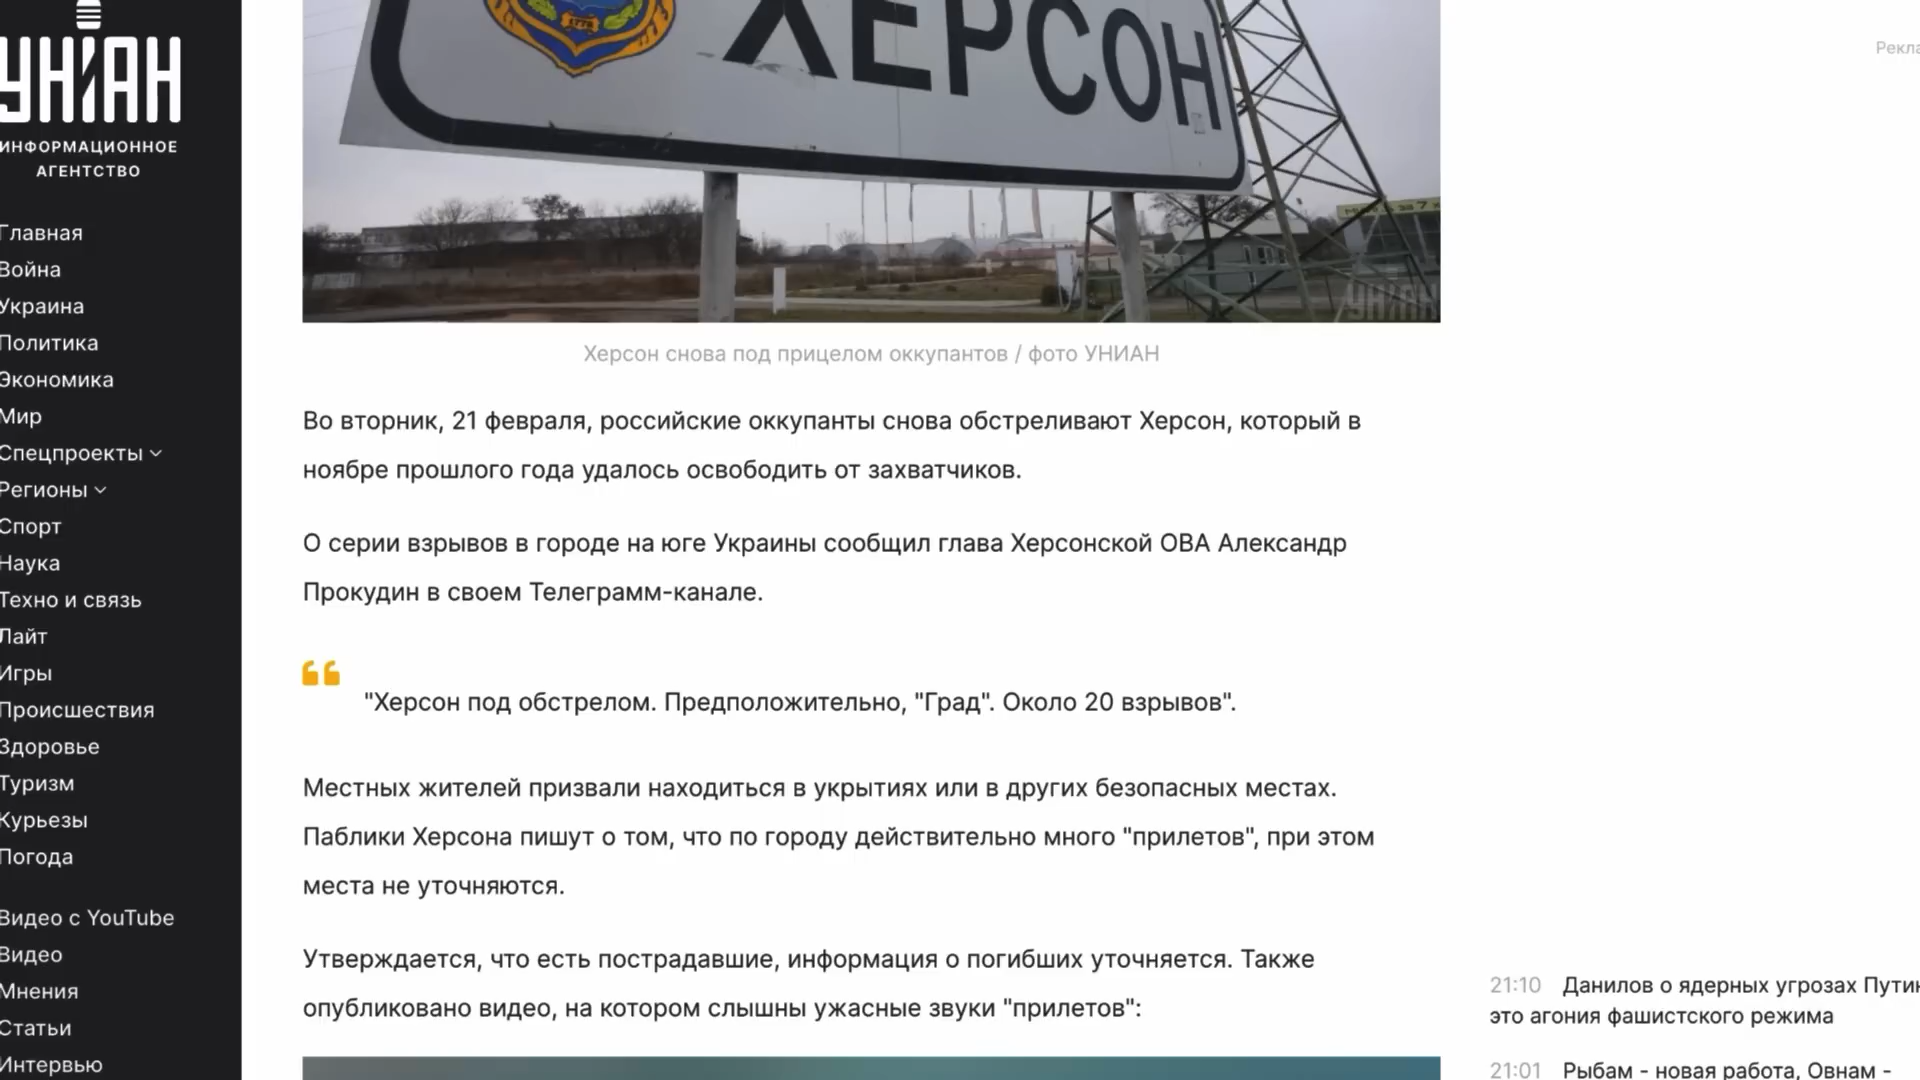 УНІАН
ИНФОРМАЦИОННОЕ
АГЕНТСТВО
Главная
Война
Украина
Политика
Экономика
Мир
Спецпроекты
Регионы
Спорт
Наука
Техно и связь
Лайт
Игры
Происшествия
Здоровье
Туризм
Курьезы
Погода
Видео с YouTube
Видео
Мнения
Статьи
Интервью
ХЕРСОН
УНИАН
Херсон снова под прицелом оккупантов / фото УНИАН
Во вторник, 21 февраля, российские оккупанты снова обстреливают Херсон, который в
ноябре прошлого года удалось освободить от захватчиков.
О серии взрывов в городе на юге Украины сообщил глава Херсонской ОВА Александр
Прокудин в своем Телеграмм-канале.
"Херсон под обстрелом. Предположительно, "Град". Около 20 взрывов".
Местных жителей призвали находиться в укрытиях или в других безопасных местах.
Паблики Херсона пишут о том, что по городу действительно много "прилетов", при этом
места не уточняются.
Утверждается, что есть пострадавшие, информация о погибших уточняется. Также
опубликовано видео, на котором слышны ужасные звуки "прилетов":
Рекла
21:10 Данилов о ядерных угрозах Путин
это агония фашистского режима
21:01 Рыбам - новая работа, Овнам -